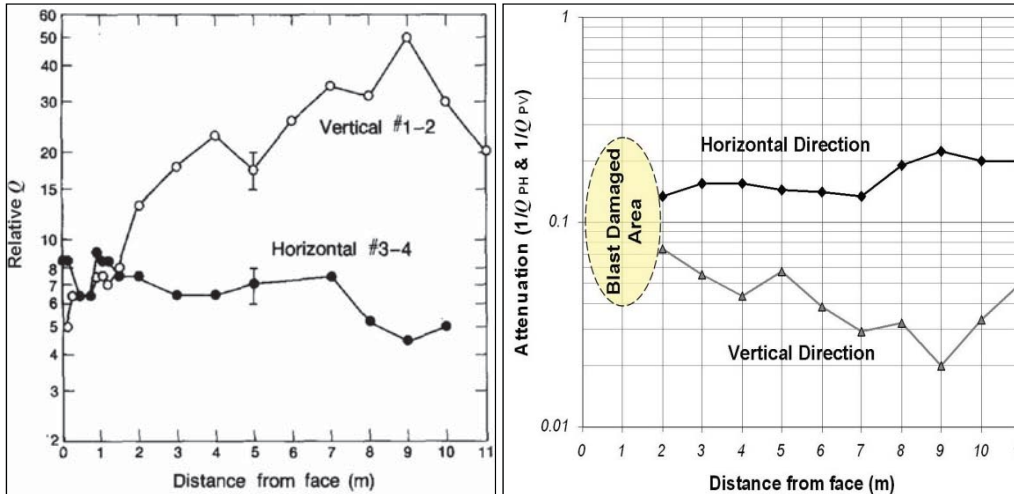 60
50
40
30
20
15
10
9
8
7
6
5
4
3
2
Relative Q
Vertical #1-2
Horizontal #3-4
0 1 2 3 4 5 6 7 8 9 10 11
Distance from face (m)
1
0.1
0.01
Attenuation (1/Q PH & 1/Q PV)
Blast Damaged
Area
Horizontal Direction
Vertical Direction
0 1 2 3 4 5 6 7 8 9 10
Distance from face (m)